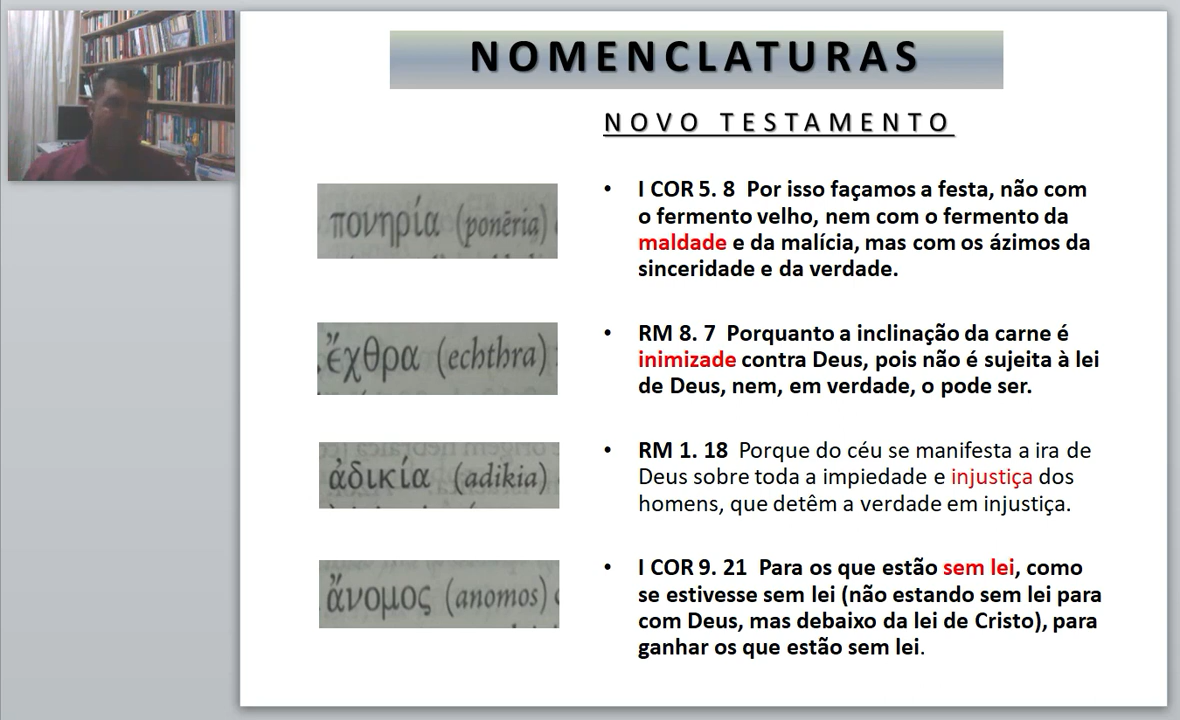 NOMENCLATURAS
NOVO TESTAMENTO
πονηρία (ponēria)
• I COR 5. 8 Por isso façamos a festa, não com
o fermento velho, nem com o fermento da
maldade e da malícia, mas com os ázimos da
sinceridade e da verdade.
ἔχθρα (echthra)
• RM 8. 7 Porquanto a inclinação da carne é
inimizade contra Deus, pois não é sujeita à lei
de Deus, nem, em verdade, o pode ser.
ἀδικία (adikia)
• RM 1. 18 Porque do céu se manifesta a ira de
Deus sobre toda a impiedade e injustiça dos
homens, que detêm a verdade em injustiça.
ἄνομος (anomos)
• I COR 9. 21 Para os que estão sem lei, como
se estivesse sem lei (não estando sem lei para
com Deus, mas debaixo da lei de Cristo), para
ganhar os que estão sem lei.